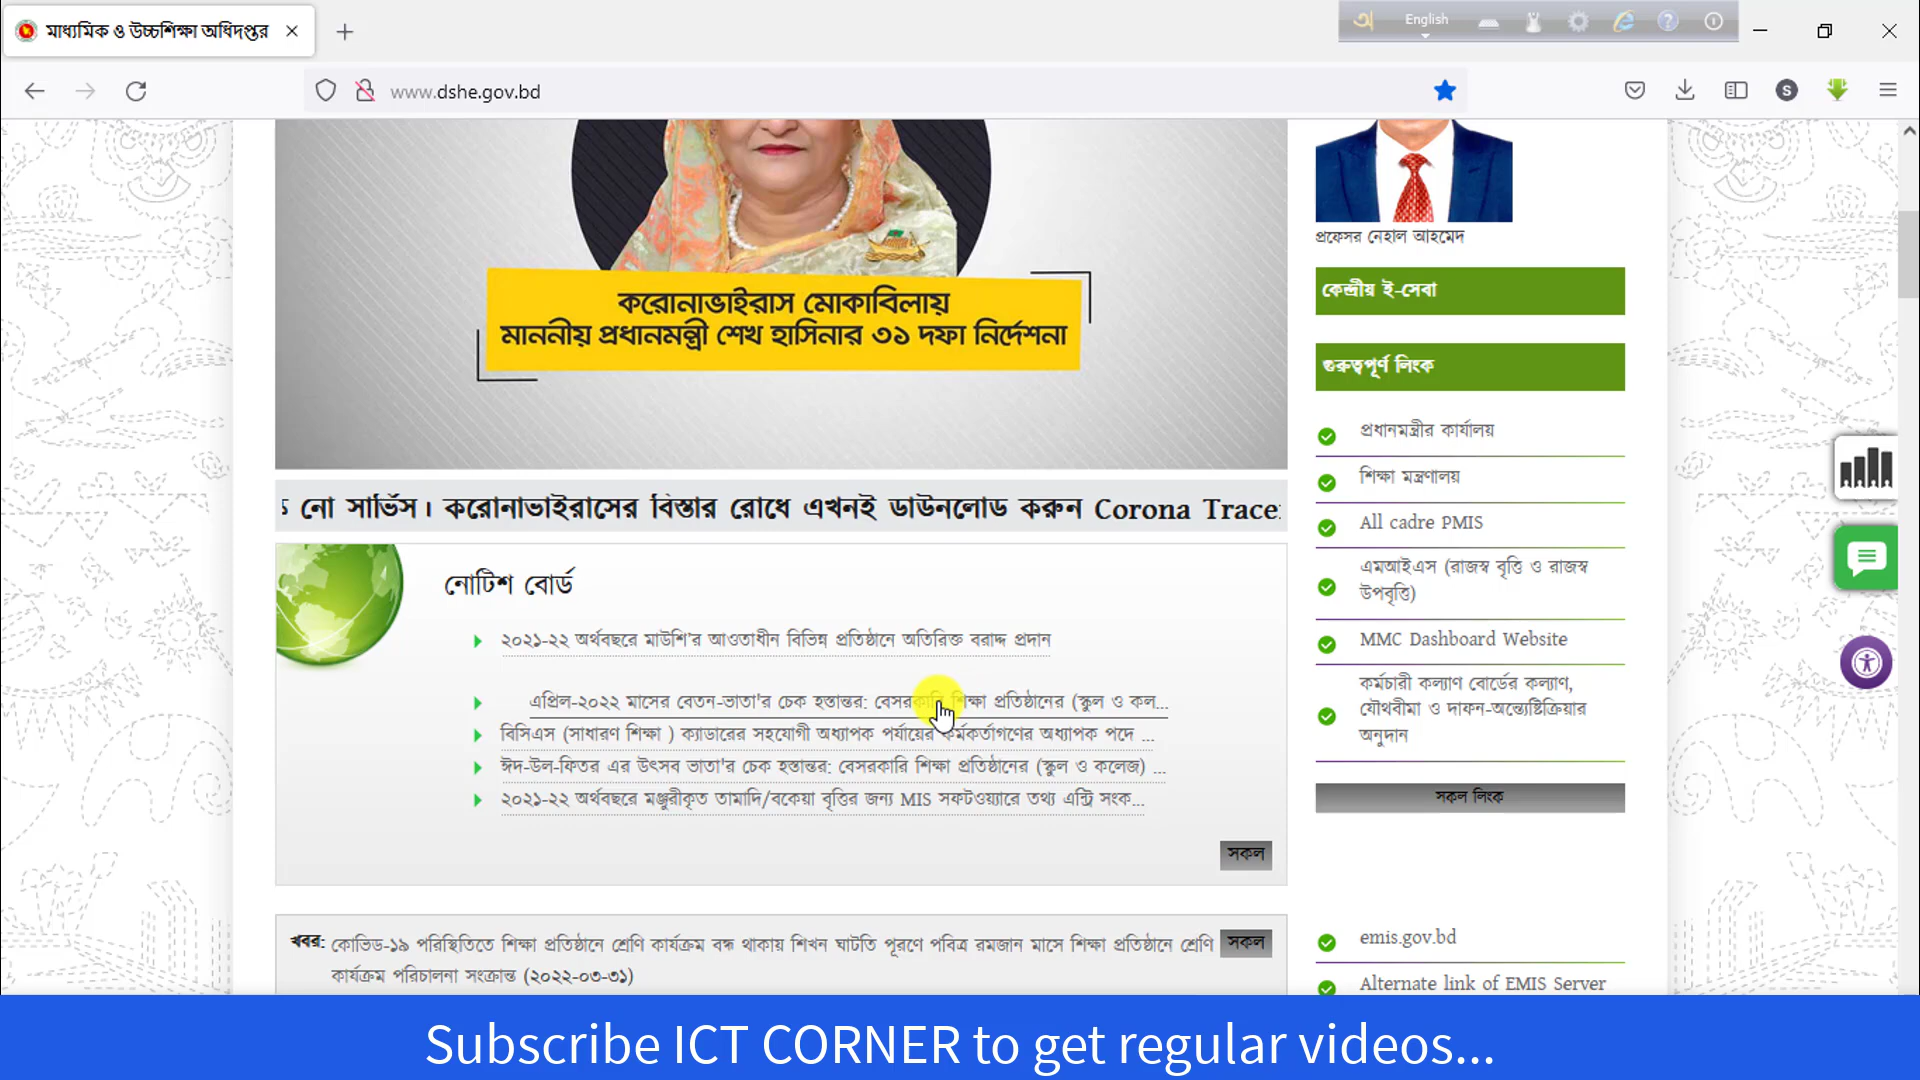 মাধ্যমিক ও উচ্চশিক্ষা অধিদপ্তর
অ English
www.dshe.gov.bd
S
করোনাভাইরাস মোকাবিলায়
মাননীয় প্রধানমন্ত্রী শেখ হাসিনার ৩১ দফা নির্দেশনা
নো সার্ভিস। করোনাভাইরাসের বিস্তার রোধে এখনই ডাউনলোড করুন Corona Tracer
নোটিশ বোর্ড
২০২১-২২ অর্থবছরে মাউশি'র আওতাধীন বিভিন্ন প্রতিষ্ঠানে অতিরিক্ত বরাদ্দ প্রদান
এপ্রিল-২০২২ মাসের বেতন-ভাতা'র চেক হস্তান্তর: বেসরকারি শিক্ষা প্রতিষ্ঠানের (স্কুল ও কল...
বিসিএস (সাধারণ শিক্ষা ) ক্যাডারের সহযোগী অধ্যাপক পর্যায়ের কর্মকর্তাগণের অধ্যাপক পদে ...
ঈদ-উল-ফিতর এর উৎসব ভাতা'র চেক হস্তান্তর: বেসরকারি শিক্ষা প্রতিষ্ঠানের (স্কুল ও কলেজ) ...
২০২১-২২ অর্থবছরে মঞ্জুরীকৃত তামাদি/বকেয়া বৃত্তির জন্য MIS সফটওয়্যারে তথ্য এন্ট্রি সংক...
সকল
খবর: কোভিড-১৯ পরিস্থিতিতে শিক্ষা প্রতিষ্ঠানে শ্রেণি কার্যক্রম বন্ধ থাকায় শিখন ঘাটতি পূরণে পবিত্র রমজান মাসে শিক্ষা প্রতিষ্ঠানে শ্রেণি
কার্যক্রম পরিচালনা সংক্রান্ত (২০২২-০৩-৩১)
সকল
প্রফেসর নেহাল আহমেদ
কেন্দ্রীয় ই-সেবা
গুরুত্বপূর্ণ লিংক
প্রধানমন্ত্রীর কার্যালয়
শিক্ষা মন্ত্রণালয়
All cadre PMIS
এমআইএস (রাজস্ব বৃত্তি ও রাজস্ব
উপবৃত্তি)
MMC Dashboard Website
কর্মচারী কল্যাণ বোর্ডের কল্যাণ,
যৌথবীমা ও দাফন-অন্ত্যেষ্টিক্রিয়ার
অনুদান
সকল লিংক
emis.gov.bd
Alternate link of EMIS Server
Subscribe ICT CORNER to get regular videos...